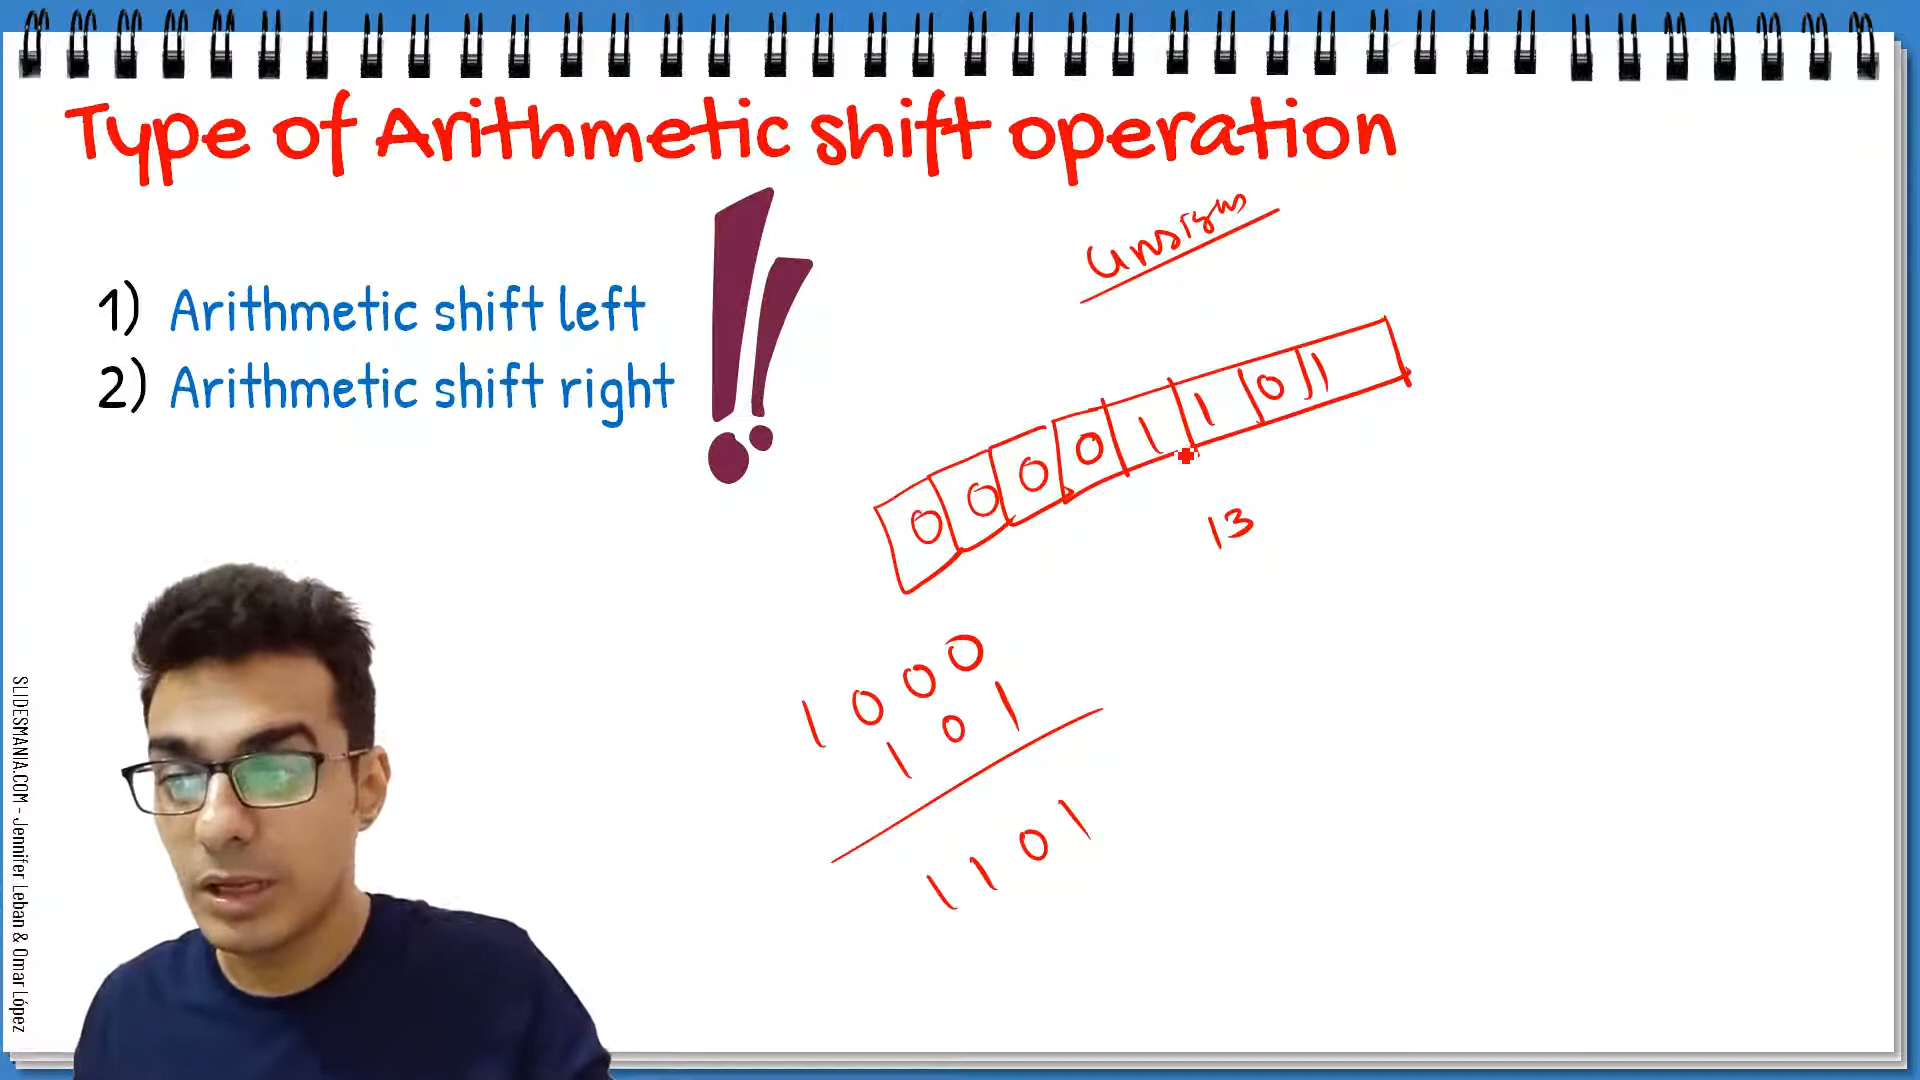 Type of Arithmetic shift operation
1) Arithmetic shift left
2) Arithmetic shift right
0 0 0 0 1 1 0 1
13
1 0 0 0
1 0 1
1 1 0 1
SLIDESMANIA.COM - Jennifer Leban & Omar López